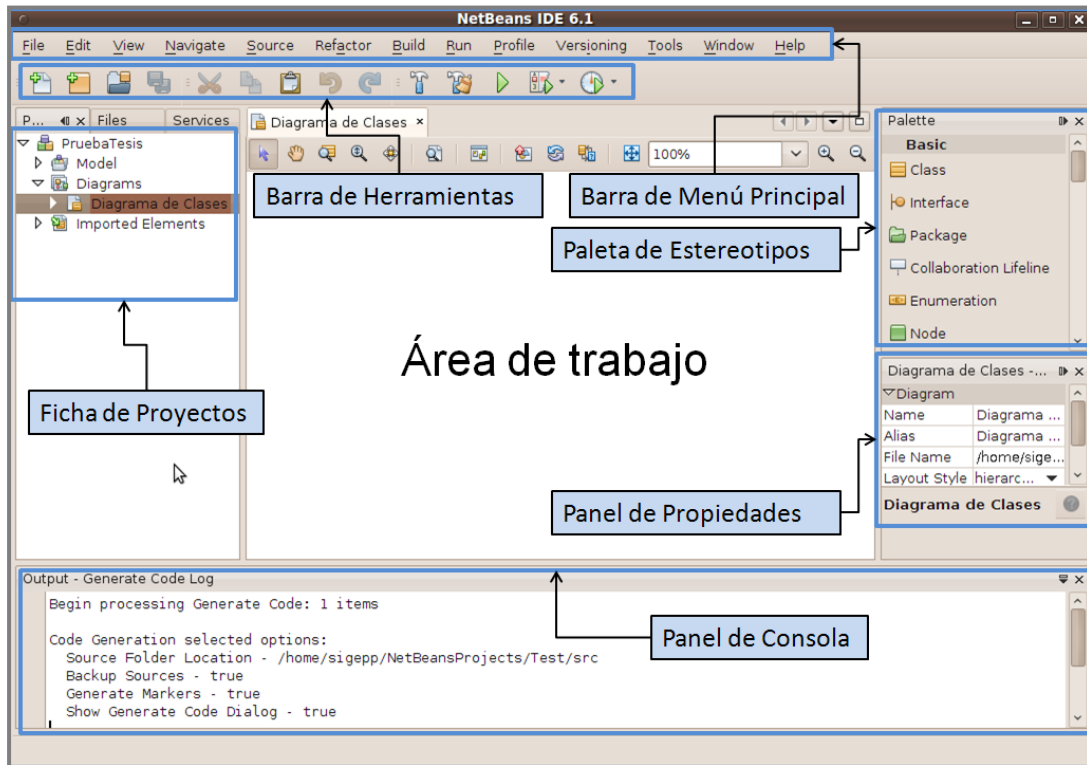 NetBeans IDE 6.1
File Edit View Navigate Source Refactor Build Run Profile Versioning Tools Window Help
P... Files Services
PruebaTesis
Model
Diagrams
Diagrama de Clases
Imported Elements
Diagrama de Clases
100%
Barra de Herramientas
Barra de Menú Principal
Paleta de Estereotipos
Área de trabajo
Ficha de Proyectos
Panel de Propiedades
Palette
Basic
Class
Interface
Package
Collaboration Lifeline
Enumeration
Node
Diagrama de Clases -...
Diagram
Name Diagrama ...
Alias Diagrama ...
File Name /home/sige...
Layout Style hierarc...
Diagrama de Clases
Output - Generate Code Log
Begin processing Generate Code: 1 items
Code Generation selected options:
Source Folder Location - /home/sigepp/NetBeansProjects/Test/src
Backup Sources - true
Generate Markers - true
Show Generate Code Dialog - true
Panel de Consola